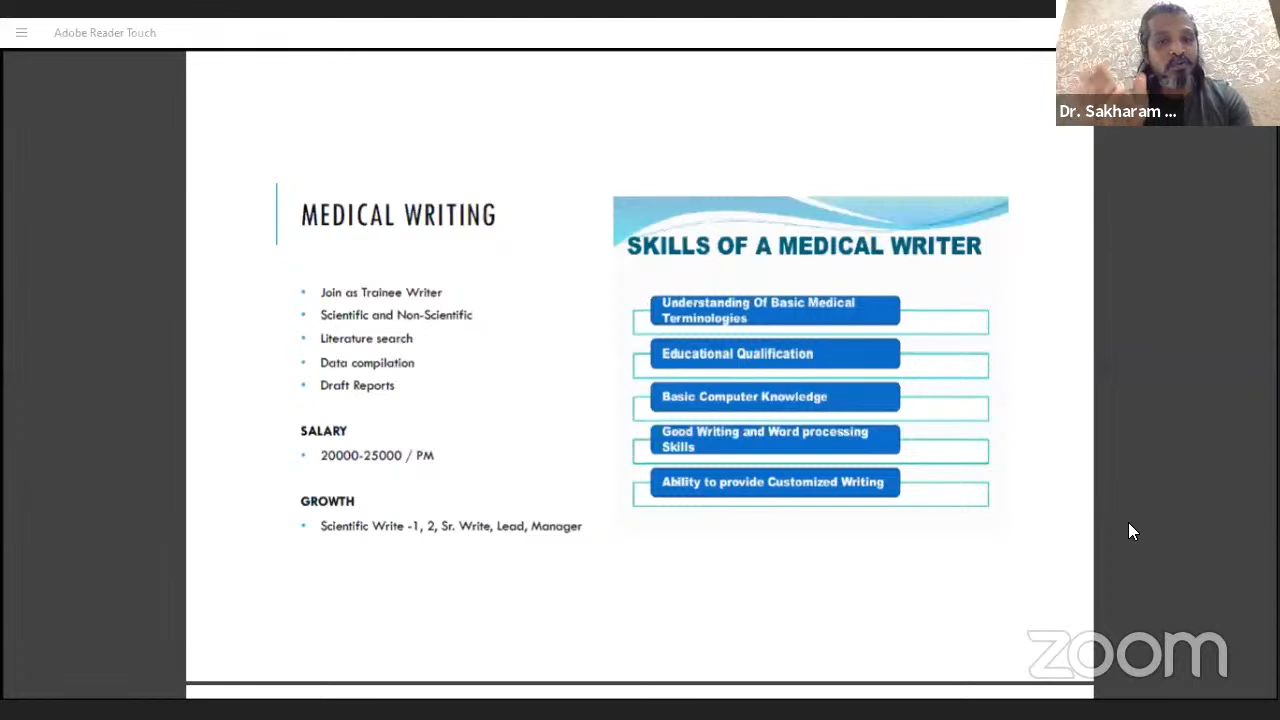 Adobe Reader Touch
Dr. Sakharam ...
MEDICAL WRITING
• Join as Trainee Writer
• Scientific and Non-Scientific
• Literature search
• Data compilation
• Draft Reports
SALARY
• 20000-25000 / PM
GROWTH
• Scientific Write -1, 2, Sr. Write, Lead, Manager
SKILLS OF A MEDICAL WRITER
Understanding Of Basic Medical
Terminologies
Educational Qualification
Basic Computer Knowledge
Good Writing and Word processing
Skills
Ability to provide Customized Writing
zoom